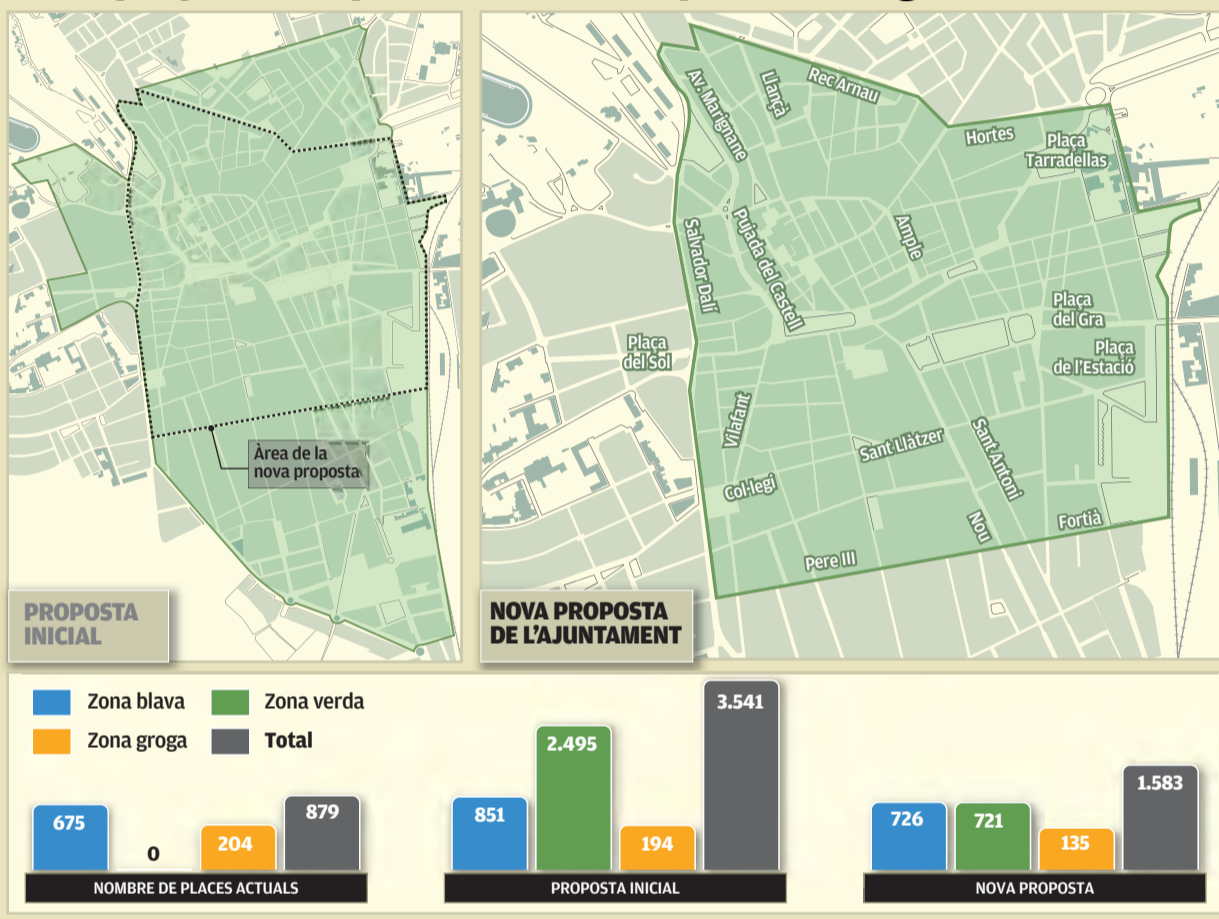 Àrea de la
nova proposta
PROPOSTA
INICIAL
Av. Marignane
Llançà
Rec Arnau
Hortes
Plaça
Tarradellas
Salvador Dalí
Pujada del Castell
Ample
Plaça
del Gra
Plaça
de l'Estació
Plaça
del Sol
Vilafant
Sant Llàtzer
Sant Antoni
Col·legi
Nou
Fortià
Pere III
NOVA PROPOSTA
DE L'AJUNTAMENT
Zona blava
Zona verda
Zona groga
Total
675
0
204
879
NOMBRE DE PLACES ACTUALS
851
2.495
194
3.541
PROPOSTA INICIAL
726
721
135
1.583
NOVA PROPOSTA